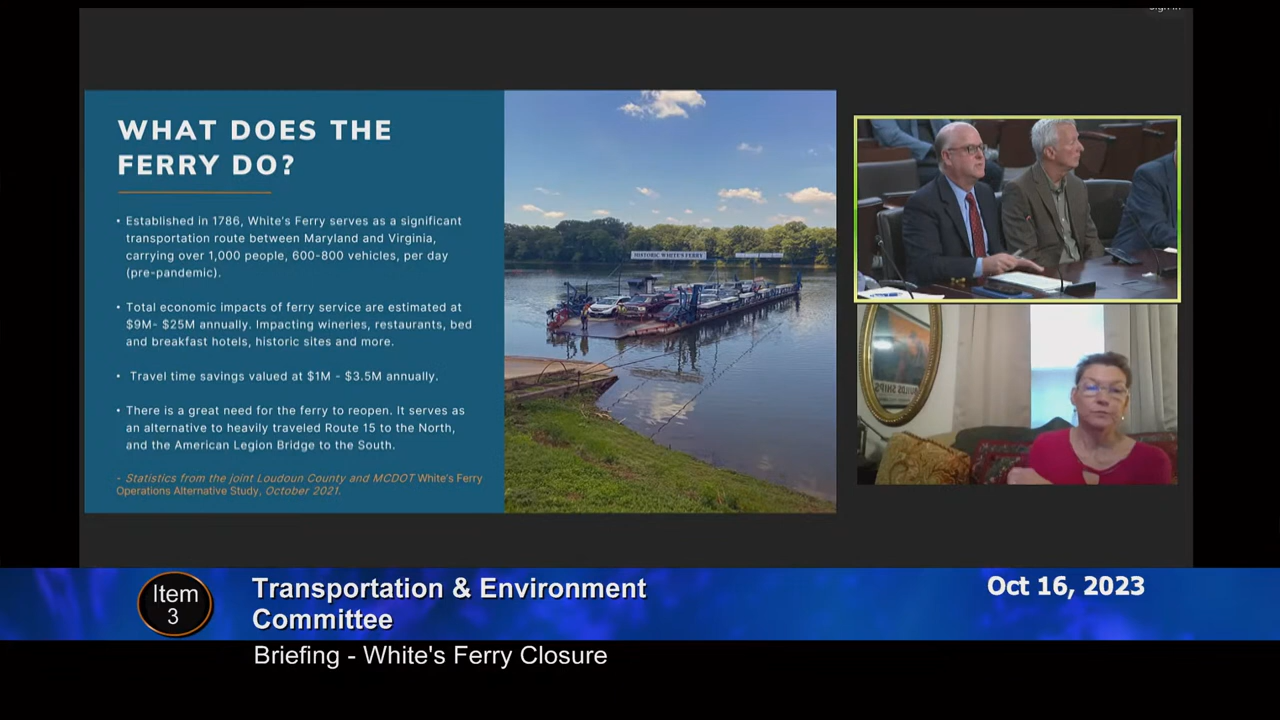 Sign In
WHAT DOES THE
FERRY DO?
• Established in 1786, White's Ferry serves as a significant
transportation route between Maryland and Virginia,
carrying over 1,000 people, 600-800 vehicles, per day
(pre-pandemic).
• Total economic impacts of ferry service are estimated at
$9M- $25M annually. Impacting wineries, restaurants, bed
and breakfast hotels, historic sites and more.
• Travel time savings valued at $1M - $3.5M annually.
• There is a great need for the ferry to reopen. It serves as
an alternative to heavily traveled Route 15 to the North,
and the American Legion Bridge to the South.
- Statistics from the joint Loudoun County and MCDOT White's Ferry
Operations Alternative Study, October 2021.
HISTORIC WHITE'S FERRY
Item
3
Transportation & Environment
Committee
Oct 16, 2023
Briefing - White's Ferry Closure